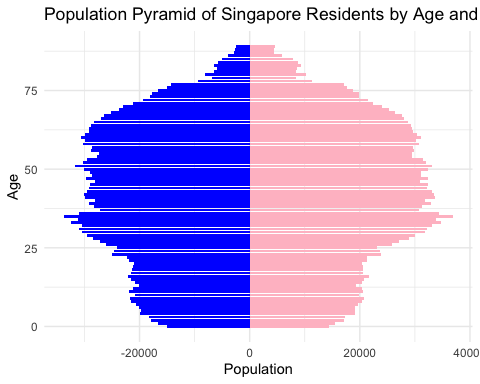 Population Pyramid of Singapore Residents by Age and
75
50
25
0
Age
-20000 0 20000 4000
Population